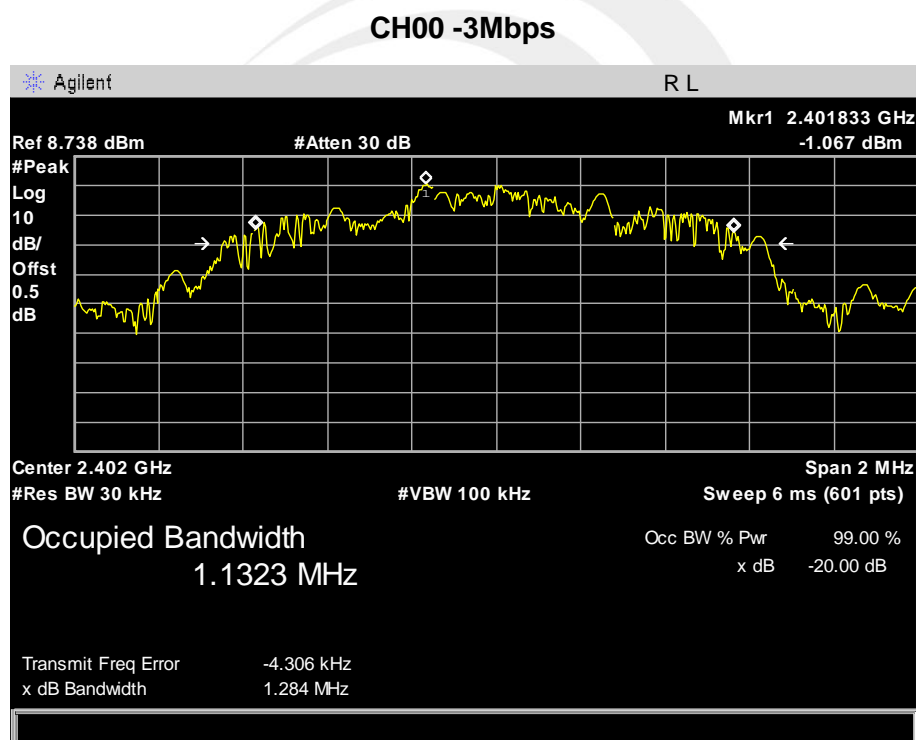 CH00 -3Mbps
Agilent R L
Mkr1 2.401833 GHz
Ref 8.738 dBm #Atten 30 dB -1.067 dBm
#Peak
Log
10
dB/
Offst
0.5
dB
1
Center 2.402 GHz Span 2 MHz
#Res BW 30 kHz #VBW 100 kHz Sweep 6 ms (601 pts)
Occupied Bandwidth Occ BW % Pwr 99.00 %
1.1323 MHz x dB -20.00 dB
Transmit Freq Error -4.306 kHz
x dB Bandwidth 1.284 MHz